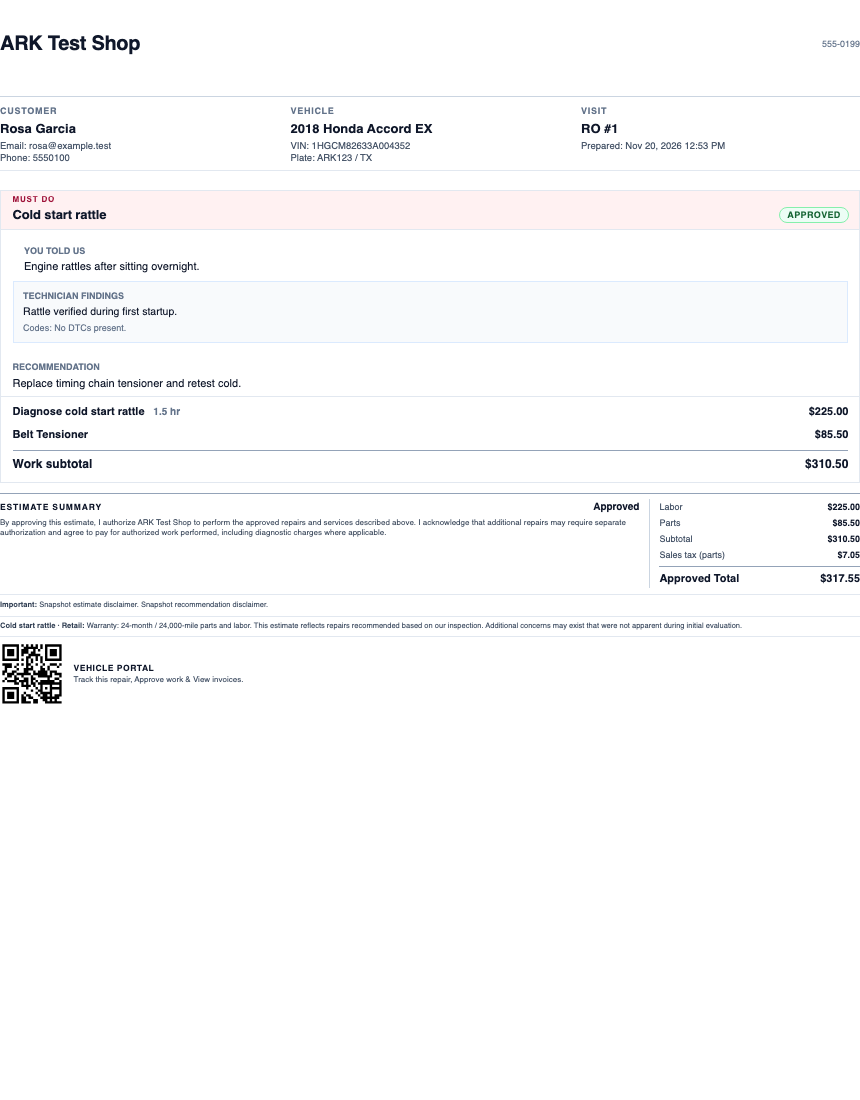 ARK Test Shop
555-0199
CUSTOMER
Rosa Garcia
Email: rosa@example.test
Phone: 5550100
VEHICLE
2018 Honda Accord EX
VIN: 1HGCM82633A004352
Plate: ARK123 / TX
VISIT
RO #1
Prepared: Nov 20, 2026 12:53 PM
MUST DO
Cold start rattle
APPROVED
YOU TOLD US
Engine rattles after sitting overnight.
TECHNICIAN FINDINGS
Rattle verified during first startup.
Codes: No DTCs present.
RECOMMENDATION
Replace timing chain tensioner and retest cold.
Diagnose cold start rattle 1.5 hr $225.00
Belt Tensioner $85.50
Work subtotal $310.50
ESTIMATE SUMMARY Approved
By approving this estimate, I authorize ARK Test Shop to perform the approved repairs and services described above. I acknowledge that additional repairs may require separate
authorization and agree to pay for authorized work performed, including diagnostic charges where applicable.
Labor $225.00
Parts $85.50
Subtotal $310.50
Sales tax (parts) $7.05
Approved Total $317.55
Important: Snapshot estimate disclaimer. Snapshot recommendation disclaimer.
Cold start rattle · Retail: Warranty: 24-month / 24,000-mile parts and labor. This estimate reflects repairs recommended based on our inspection. Additional concerns may exist that were not apparent during initial evaluation.
VEHICLE PORTAL
Track this repair, Approve work & View invoices.